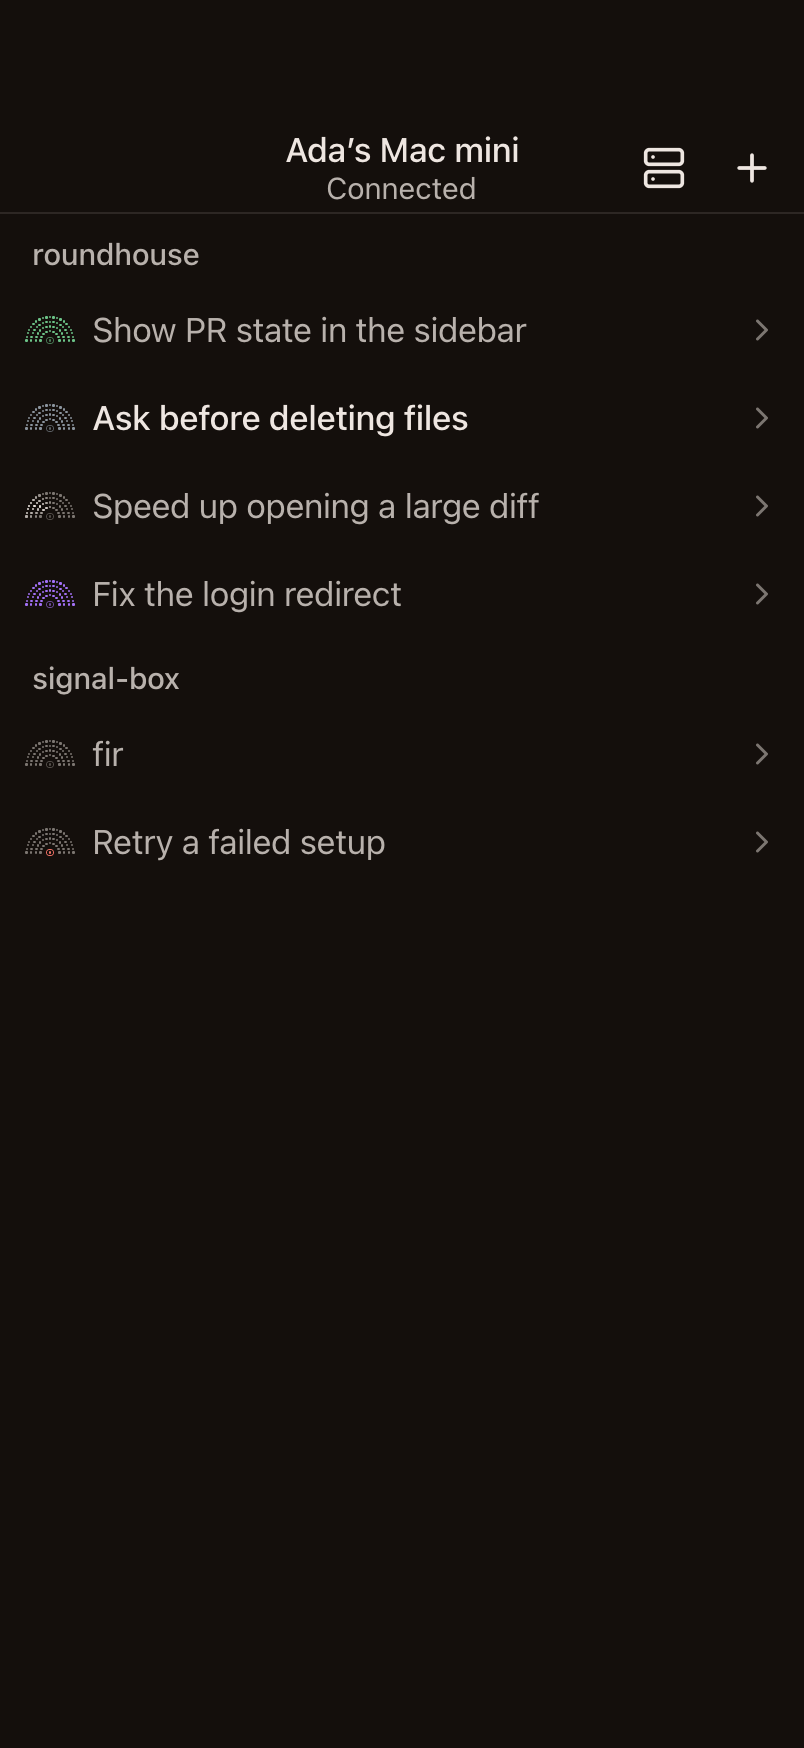 Ada’s Mac mini
Connected
roundhouse
Show PR state in the sidebar
Ask before deleting files
Speed up opening a large diff
Fix the login redirect
signal-box
fir
Retry a failed setup